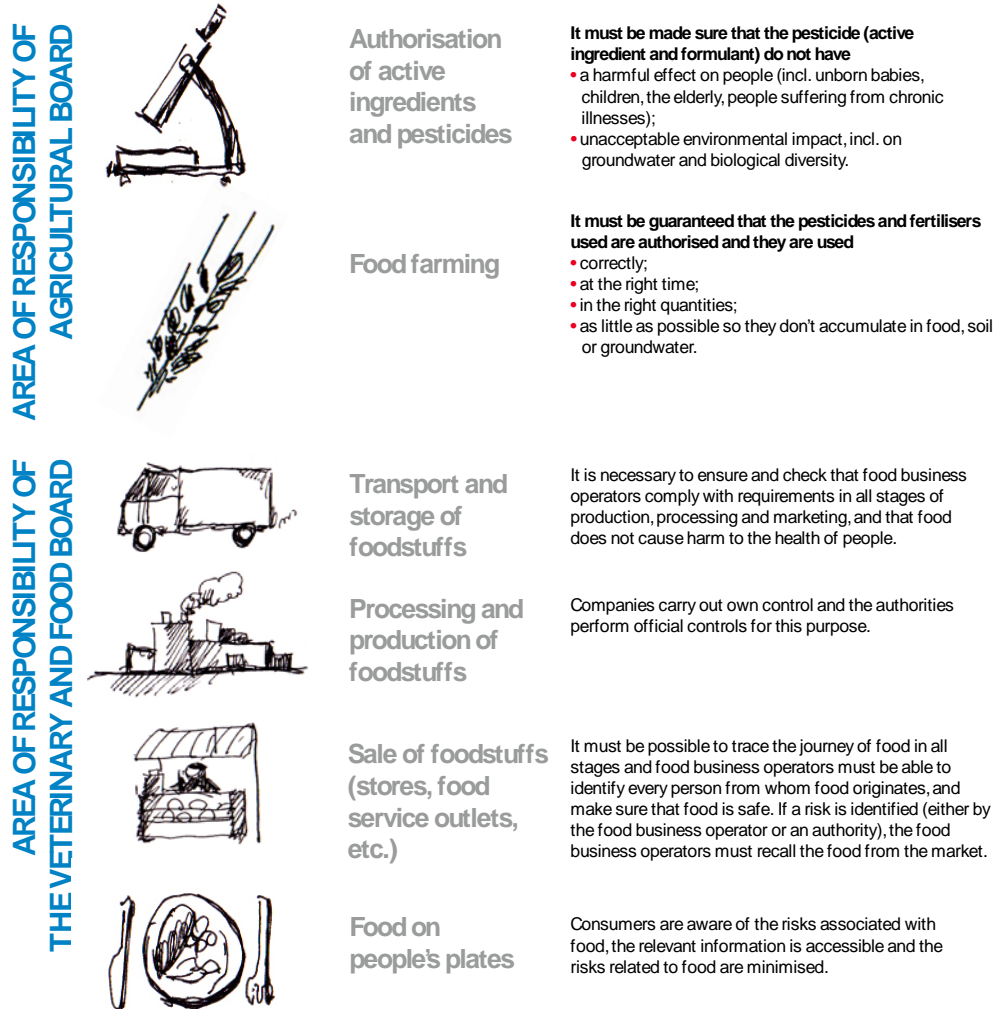 AREA OF RESPONSIBILITY OF
AGRICULTURAL BOARD
Authorisation
of active
ingredients
and pesticides
It must be made sure that the pesticide (active
ingredient and formulant) do not have
• a harmful effect on people (incl. unborn babies,
children, the elderly, people suffering from chronic
illnesses);
• unacceptable environmental impact, incl. on
groundwater and biological diversity.
Food farming
It must be guaranteed that the pesticides and fertilisers
used are authorised and they are used
• correctly;
• at the right time;
• in the right quantities;
• as little as possible so they don't accumulate in food, soil
or groundwater.
AREA OF RESPONSIBILITY OF
THE VETERINARY AND FOOD BOARD
Transport and
storage of
foodstuffs
It is necessary to ensure and check that food business
operators comply with requirements in all stages of
production, processing and marketing, and that food
does not cause harm to the health of people.
Processing and
production of
foodstuffs
Companies carry out own control and the authorities
perform official controls for this purpose.
Sale of foodstuffs
(stores, food
service outlets,
etc.)
It must be possible to trace the journey of food in all
stages and food business operators must be able to
identify every person from whom food originates, and
make sure that food is safe. If a risk is identified (either by
the food business operator or an authority), the food
business operators must recall the food from the market.
Food on
people's plates
Consumers are aware of the risks associated with
food, the relevant information is accessible and the
risks related to food are minimised.